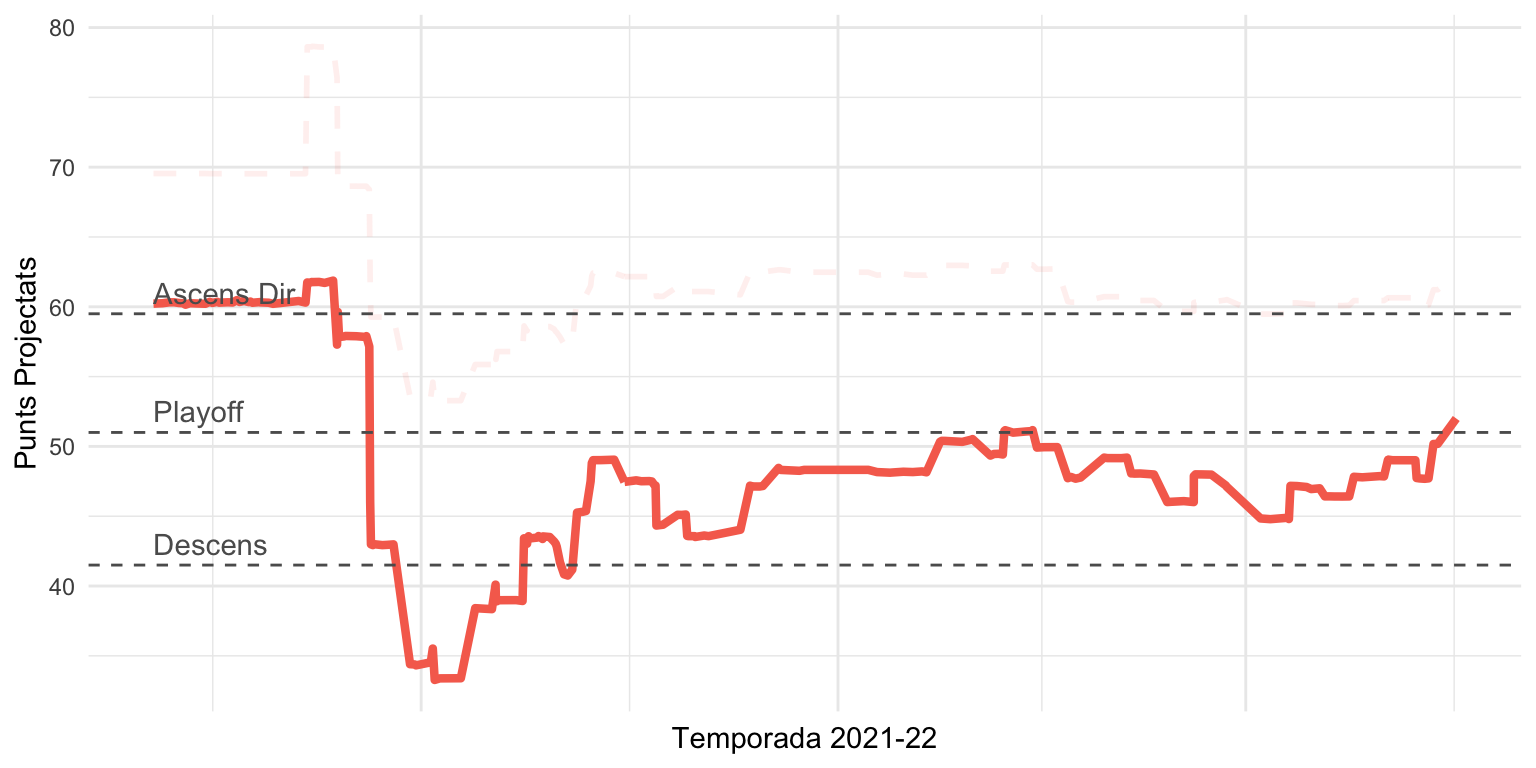 80
70
60
50
40
Punts Projectats
Ascens Dir
Playoff
Descens
Temporada 2021-22